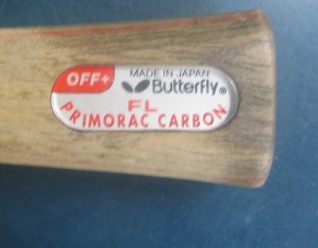 OFF+
MADE IN JAPAN
Butterfly®
FL
PRIMORAC CARBON